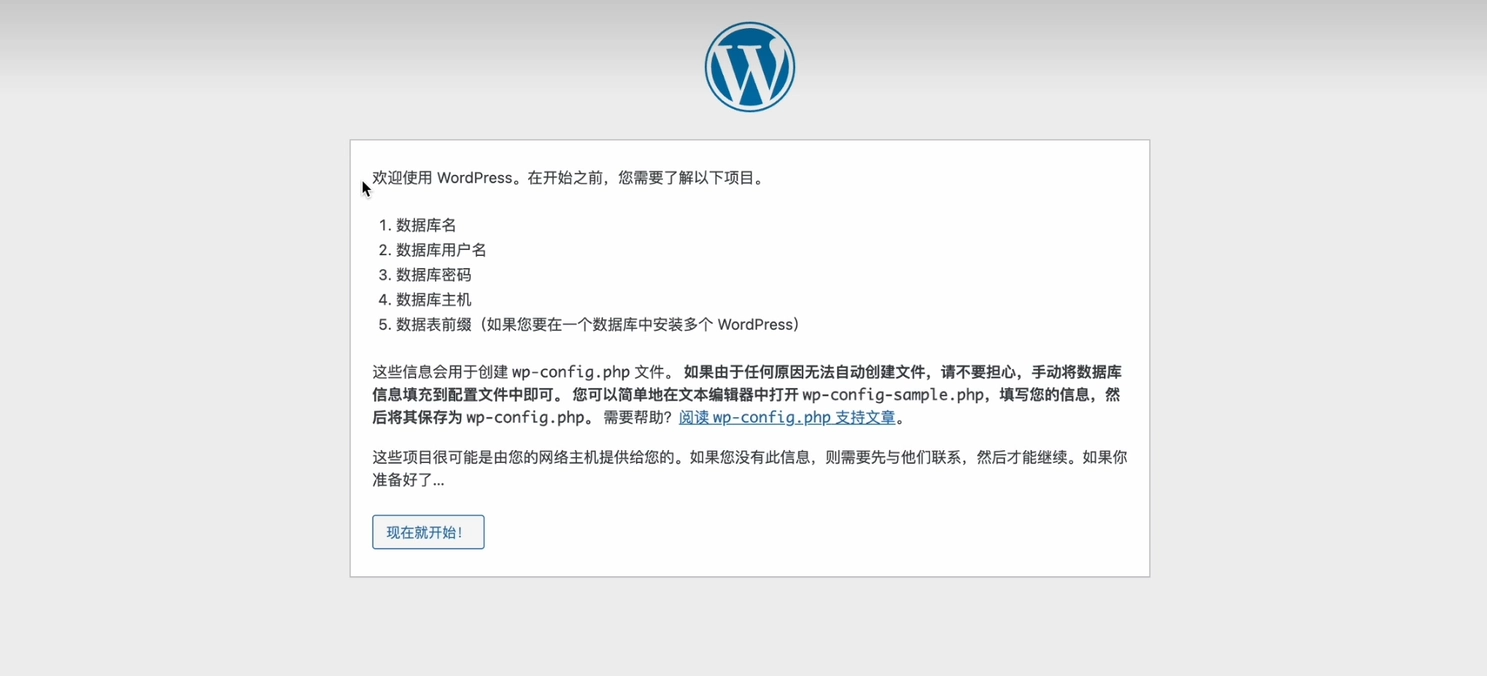 欢迎使用 WordPress。在开始之前，您需要了解以下项目。
1. 数据库名
2. 数据库用户名
3. 数据库密码
4. 数据库主机
5. 数据表前缀（如果您要在一个数据库中安装多个 WordPress）
这些信息会用于创建 wp-config.php 文件。 如果由于任何原因无法自动创建文件，请不要担心，手动将数据库
信息填充到配置文件中即可。 您可以简单地在文本编辑器中打开 wp-config-sample.php，填写您的信息，然
后将其保存为 wp-config.php。 需要帮助？阅读 wp-config.php 支持文章。
这些项目很可能是由您的网络主机提供给您的。如果您没有此信息，则需要先与他们联系，然后才能继续。如果你
准备好了...
现在就开始！